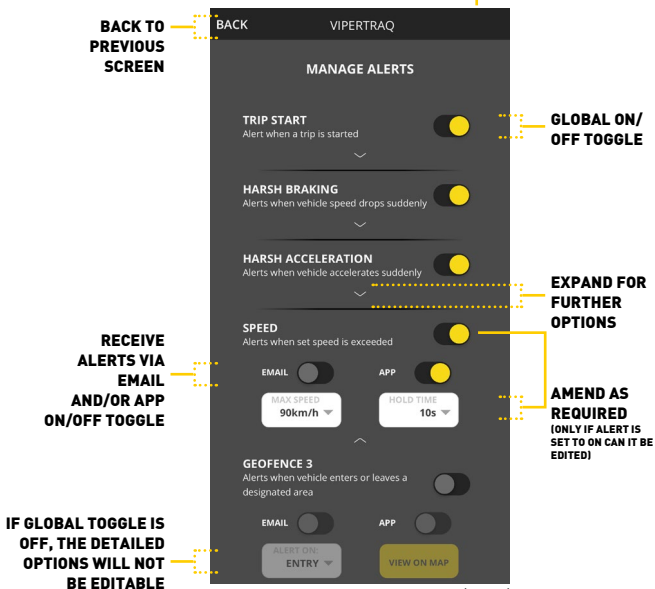 BACK TO
PREVIOUS
SCREEN
BACK
VIPERTRAQ
MANAGE ALERTS
TRIP START
Alert when a trip is started
GLOBAL ON/
OFF TOGGLE
HARSH BRAKING
Alerts when vehicle speed drops suddenly
HARSH ACCELERATION
Alerts when vehicle accelerates suddenly
EXPAND FOR
FURTHER
OPTIONS
SPEED
Alerts when set speed is exceeded
RECEIVE
ALERTS VIA
EMAIL
AND/OR APP
ON/OFF TOGGLE
EMAIL
APP
MAX SPEED
90km/h
HOLD TIME
10s
AMEND AS
REQUIRED
(ONLY IF ALERT IS
SET TO ON CAN IT BE
EDITED)
GEOFENCE 3
Alerts when vehicle enters or leaves a
designated area
EMAIL
APP
IF GLOBAL TOGGLE IS
OFF, THE DETAILED
OPTIONS WILL NOT
BE EDITABLE
ALERT ON:
ENTRY
VIEW ON MAP